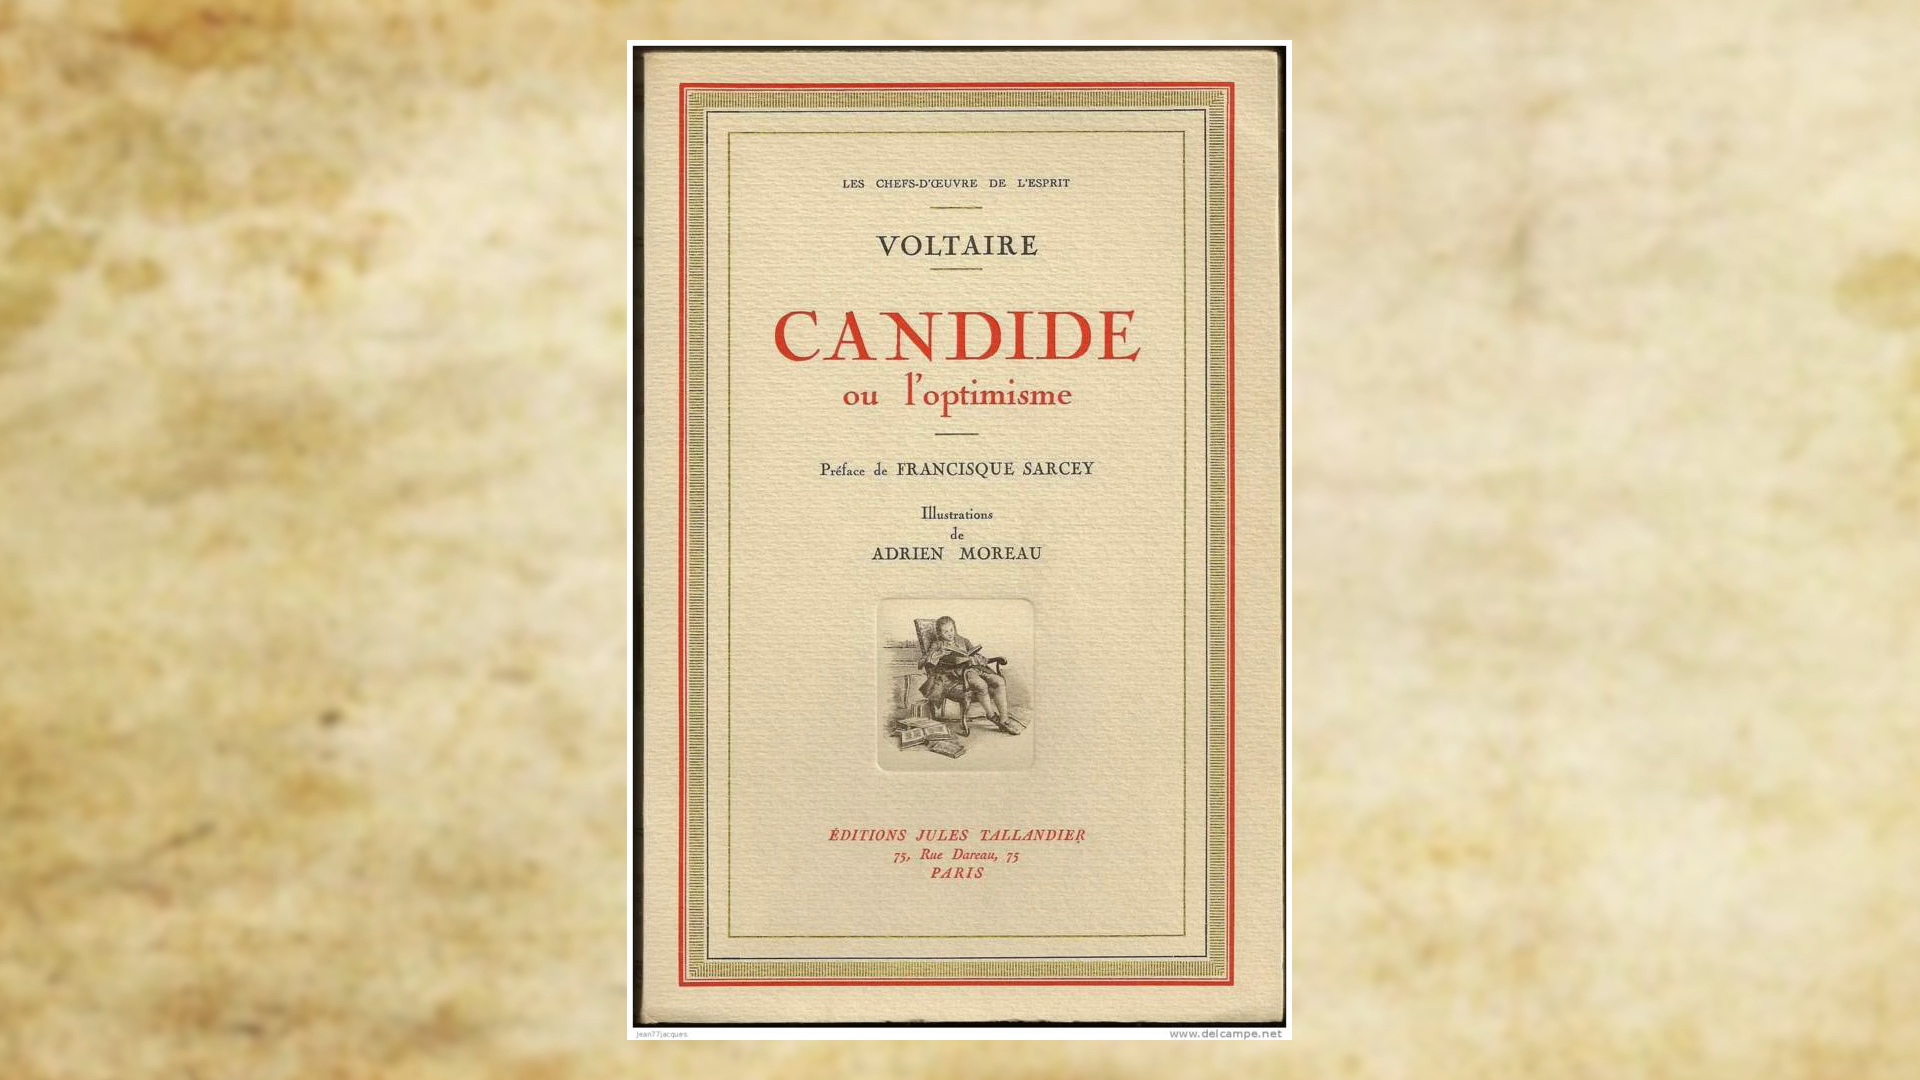 LES CHEFS-D'ŒUVRE DE L'ESPRIT
VOLTAIRE
CANDIDE
ou l'optimisme
Préface de FRANCISQUE SARCEY
Illustrations
de
ADRIEN MOREAU
ÉDITIONS JULES TALLANDIER
75, Rue Dareau, 75
PARIS
jean77jacques www.delcampe.net